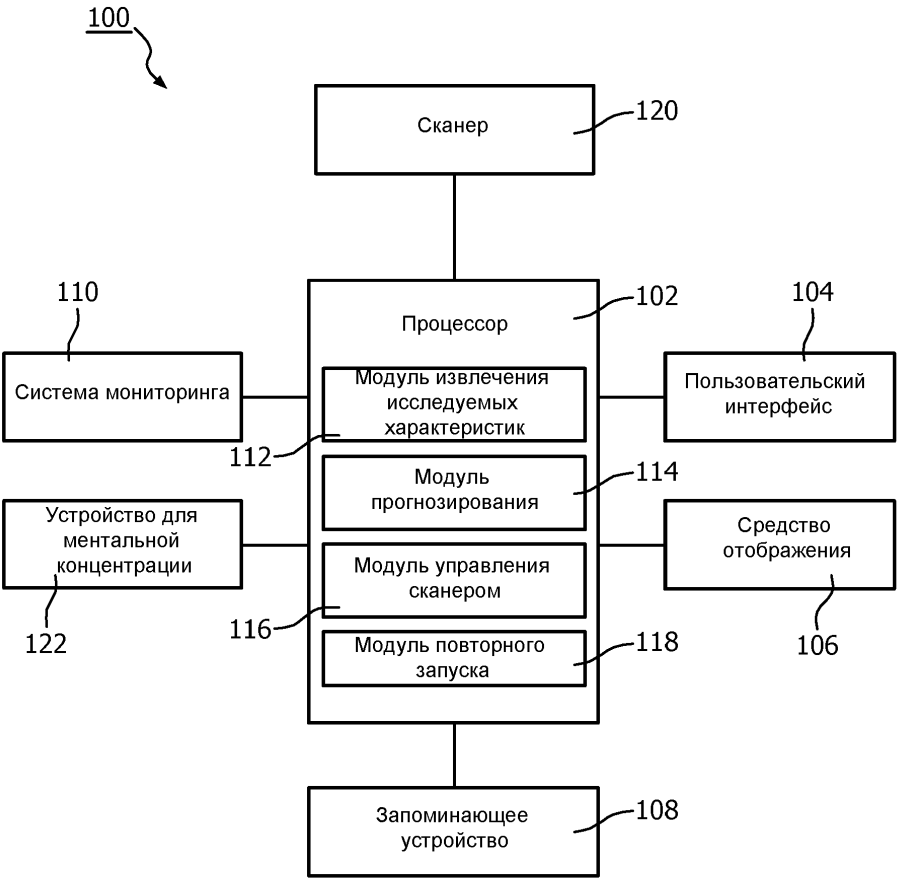 100
Сканер
120
110
102
104
Процессор
Система мониторинга
Пользовательский
интерфейс
Модуль извлечения
исследуемых
характеристик
112
Модуль
прогнозирования
114
Устройство для
ментальной
концентрации
122
Средство
отображения
106
Модуль управления
сканером
116
Модуль повторного
запуска
118
Запоминающее
устройство
108